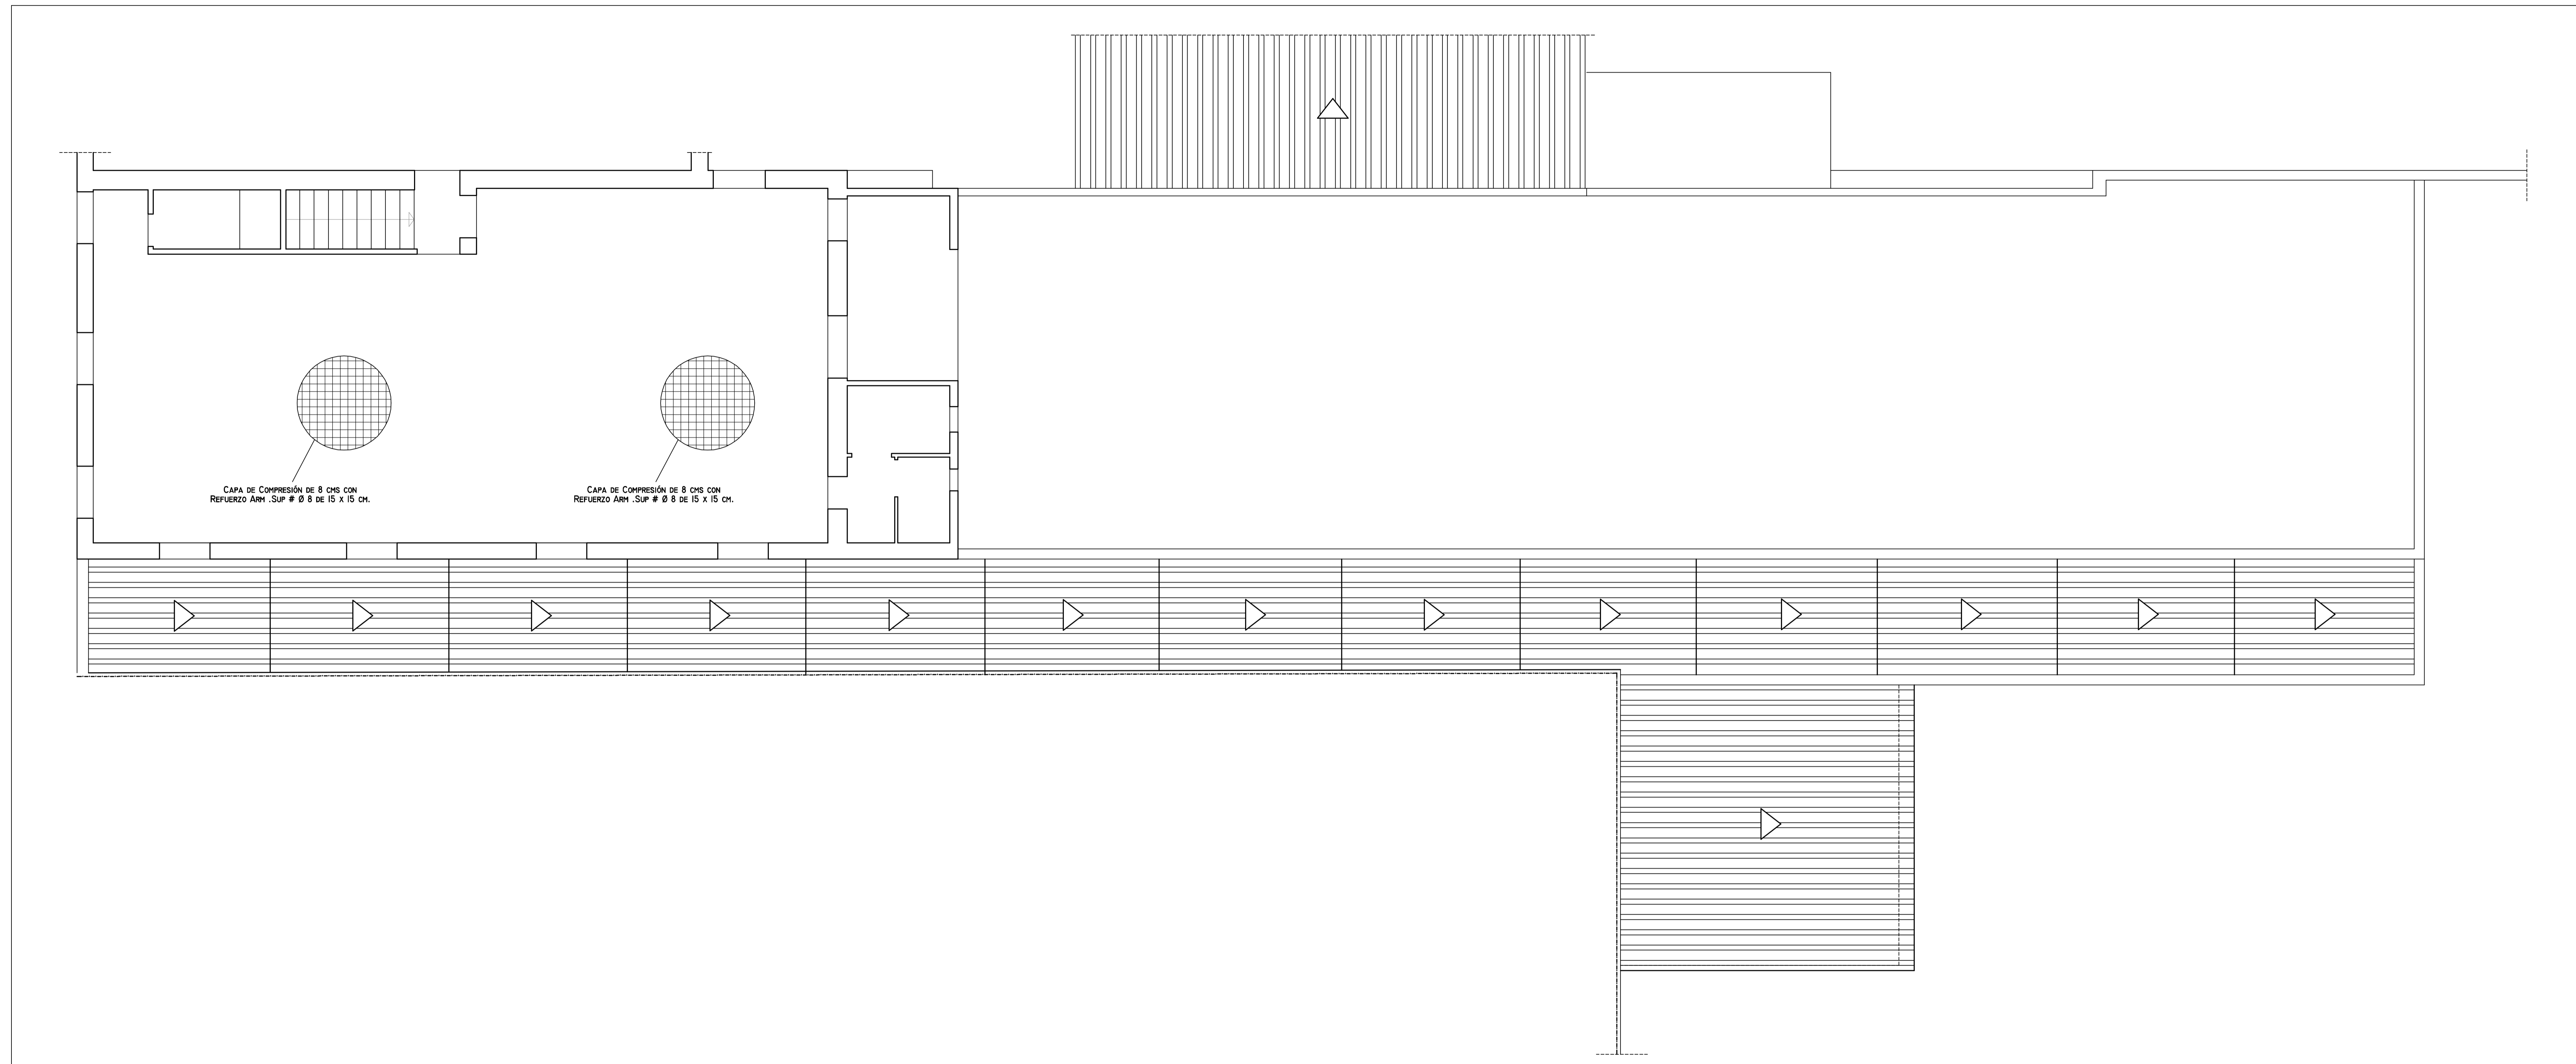 Capa de Compresión de 8 cms con
Refuerzo Arm .Sup # Ø 8 de 15 x 15 cm.
Capa de Compresión de 8 cms con
Refuerzo Arm .Sup # Ø 8 de 15 x 15 cm.